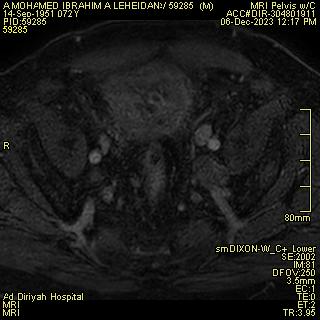 A MOHAMED IBRAHIM A LEHEIDAN:/ 59285 (M)
14-Sep-1951 072Y
PID:59285
59285
MRI Pelvis w/C
ACC#DIR-304801911
06-Dec-2023 12:17 PM
R
80mm
smDIXON-W_C+ Lower
SE:2002
IM:81
DFOV:250
3.5mm
EC:1
TE:0
ET:2
TR:3.95
Ad Diriyah Hospital
MRI
MRI